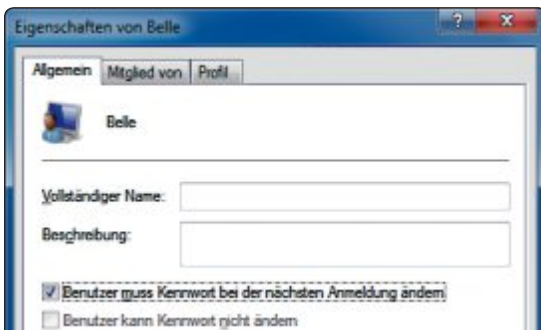 Eigenschaften von Belle
Allgemein Mitglied von Profil
Belle
Vollständiger Name:
Beschreibung:
Benutzer muss Kennwort bei der nächsten Anmeldung ändern
Benutzer kann Kennwort nicht ändern